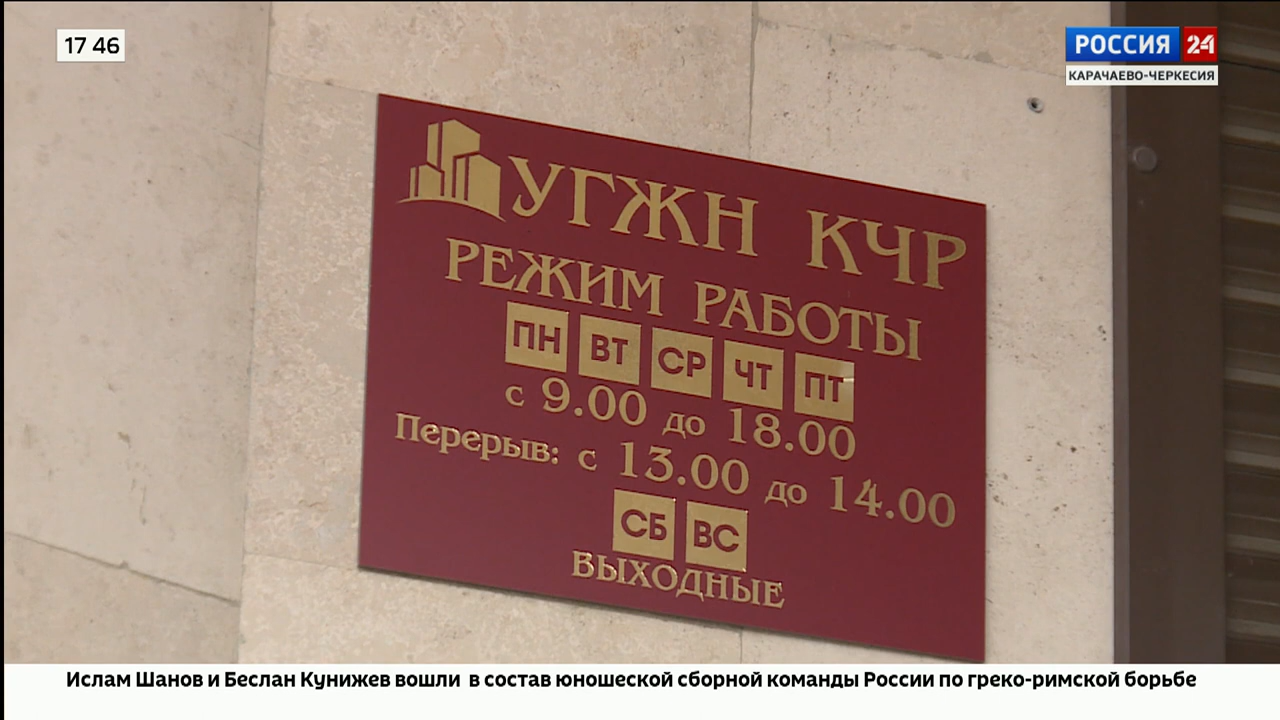 17 46
РОССИЯ 24
КАРАЧАЕВО-ЧЕРКЕСИЯ
УГЖН КЧР
РЕЖИМ РАБОТЫ
ПН ВТ СР ЧТ ПТ
с 9.00 до 18.00
Перерыв: с 13.00 до 14.00
СБ ВС
ВЫХОДНЫЕ
Ислам Шанов и Беслан Кунижев вошли в состав юношеской сборной команды России по греко-римской борьбе